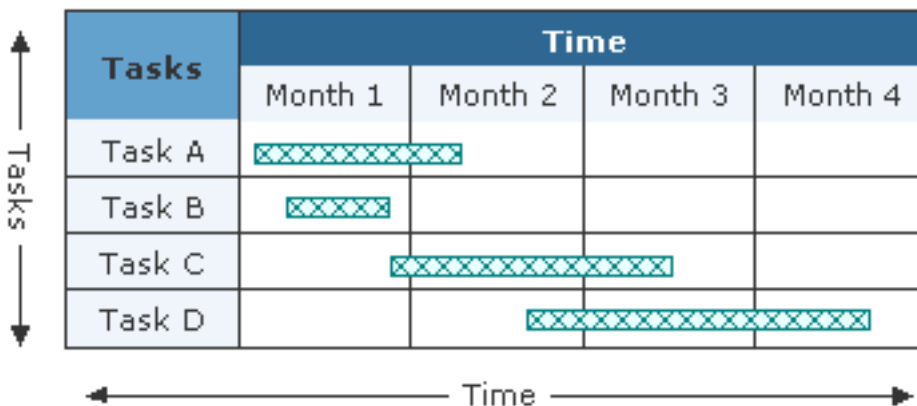 Tasks
Time
Month 1 Month 2 Month 3 Month 4
Task A
Task B
Task C
Task D
Tasks
Time